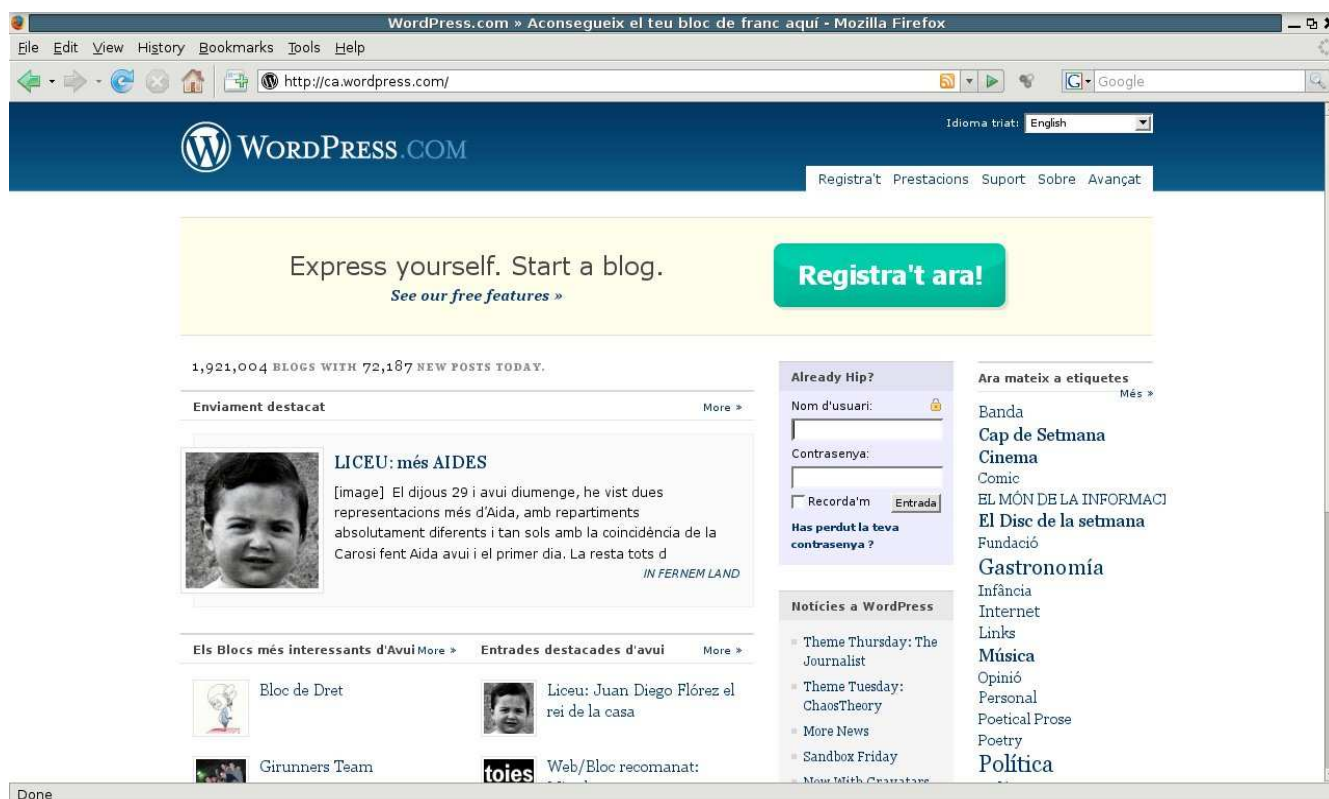 WordPress.com » Aconsegueix el teu bloc de franc aquí - Mozilla Firefox
File Edit View History Bookmarks Tools Help
http://ca.wordpress.com/
G Google
WORDPRESS.COM
Idioma triat: English
Registra't Prestacions Suport Sobre Avançat
Express yourself. Start a blog.
See our free features »
Registra't ara!
1,921,004 BLOGS WITH 72,187 NEW POSTS TODAY.
Enviament destacat More »
LICEU: més AIDES
[image] El dijous 29 i avui diumenge, he vist dues
representacions més d'Aida, amb repartiments
absolutament diferents i tan sols amb la coincidència de la
Carosi fent Aida avui i el primer dia. La resta tots d
IN FERNEM LAND
Els Blocs més interessants d'Avui More »
Bloc de Dret
Girunners Team
Entrades destacades d'avui More »
Liceu: Juan Diego Flórez el
rei de la casa
toies
Web/Bloc recomanat:
Already Hip?
Nom d'usuari:
Contrasenya:
Recorda'm Entrada
Has perdut la teva
contrasenya ?
Notícies a WordPress
Theme Thursday: The
Journalist
Theme Tuesday:
ChaosTheory
More News
Sandbox Friday
Now With Gravatars
Ara mateix a etiquetes
Més »
Banda
Cap de Setmana
Cinema
Comic
EL MÓN DE LA INFORMACI
El Disc de la setmana
Fundació
Gastronomía
Infância
Internet
Links
Música
Opinió
Personal
Poetical Prose
Poetry
Política
Done